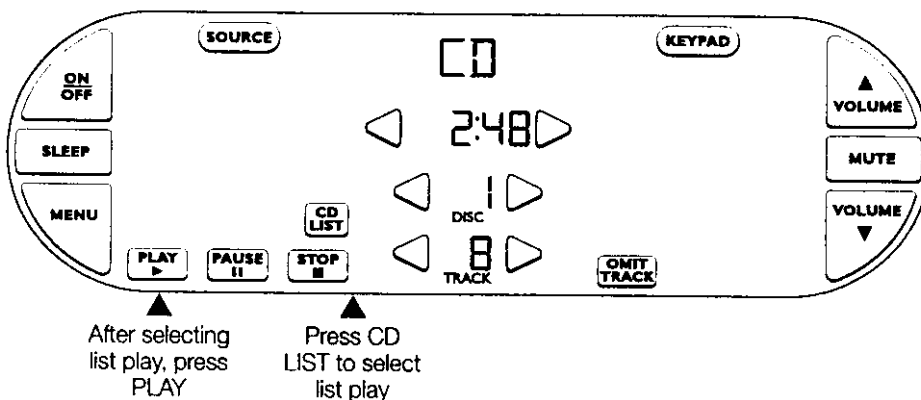 SOURCE
CD
KEYPAD
ON
OFF
▲
VOLUME
2:48
SLEEP
MUTE
MENU
CD
LIST
1
DISC
VOLUME
▼
PLAY
PAUSE
STOP
8
TRACK
OMIT
TRACK
After selecting
list play, press
PLAY
Press CD
LIST to select
list play